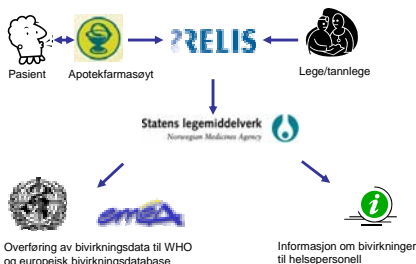 RELIS
Pasient
Apotekfarmasøyt
Lege/tannlege
Statens legemiddelverk
Norwegian Medicines Agency
emea
Overføring av bivirkningsdata til WHO
og europeisk bivirkningsdatabase
Informasjon om bivirkninger
til helsepersonell